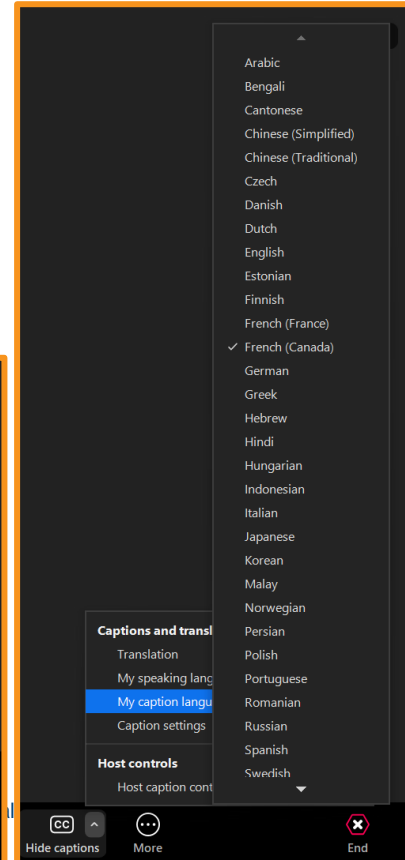 Arabic
Bengali
Cantonese
Chinese (Simplified)
Chinese (Traditional)
Czech
Danish
Dutch
English
Estonian
Finnish
French (France)
✓ French (Canada)
German
Greek
Hebrew
Hindi
Hungarian
Indonesian
Italian
Japanese
Korean
Malay
Norwegian
Persian
Polish
Portuguese
Romanian
Russian
Spanish
Swedish
Captions and transl
Translation
My speaking lang
My caption langu
Caption settings
Host controls
Host caption cont
al
CC
Hide captions
More
End